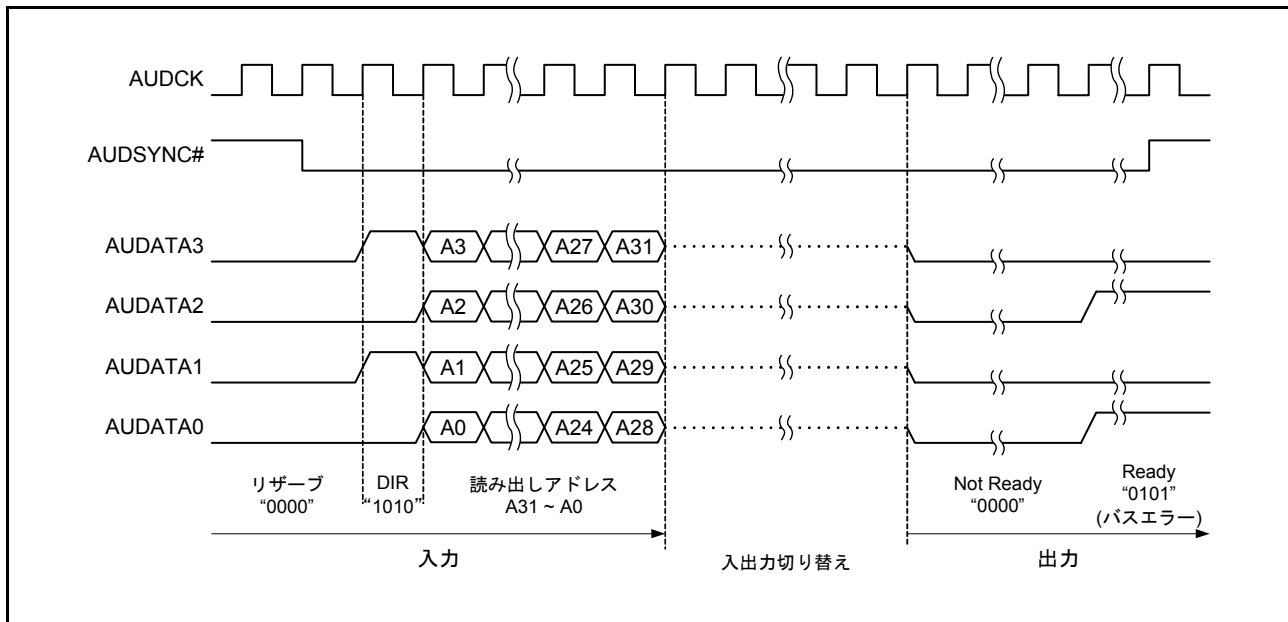 AUDCK
AUDSYNC#
AUDATA3 A3 A27 A31
AUDATA2 A2 A26 A30
AUDATA1 A1 A25 A29
AUDATA0 A0 A24 A28
リザーブ DIR 読み出しアドレス Not Ready Ready
“0000” “1010” A31 ~ A0 “0000” “0101”
(バスエラー)
入力 入出力切り替え 出力